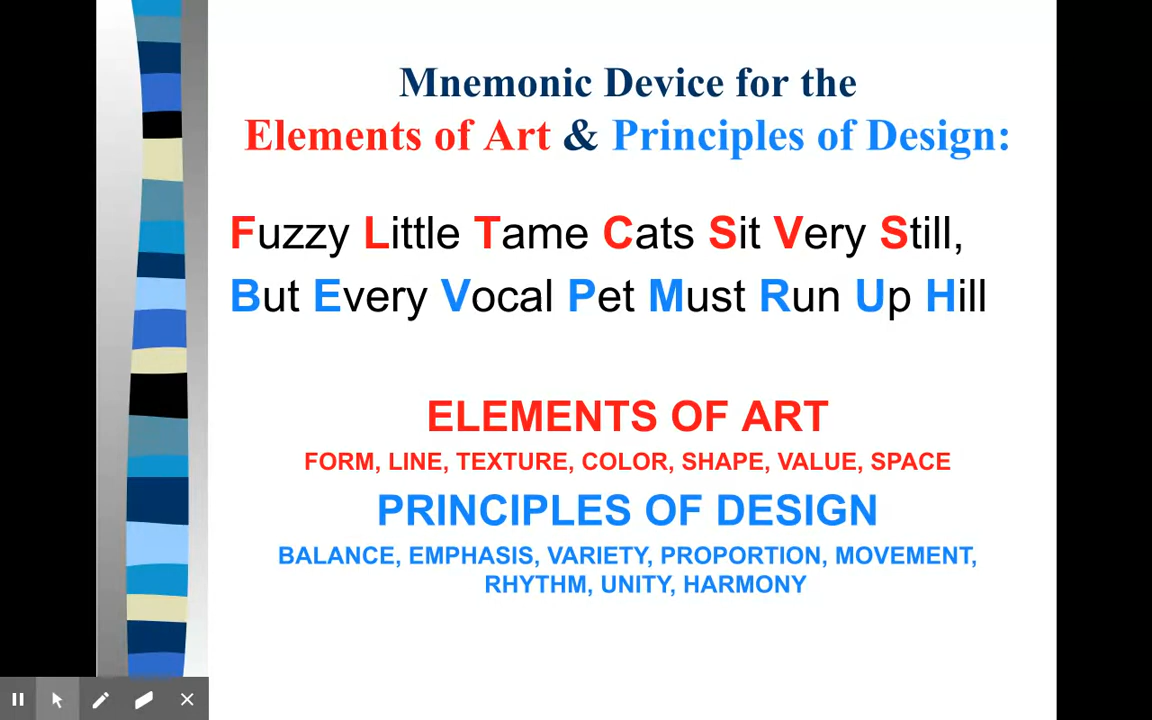 Mnemonic Device for the
Elements of Art & Principles of Design:
Fuzzy Little Tame Cats Sit Very Still,
But Every Vocal Pet Must Run Up Hill
ELEMENTS OF ART
FORM, LINE, TEXTURE, COLOR, SHAPE, VALUE, SPACE
PRINCIPLES OF DESIGN
BALANCE, EMPHASIS, VARIETY, PROPORTION, MOVEMENT,
RHYTHM, UNITY, HARMONY